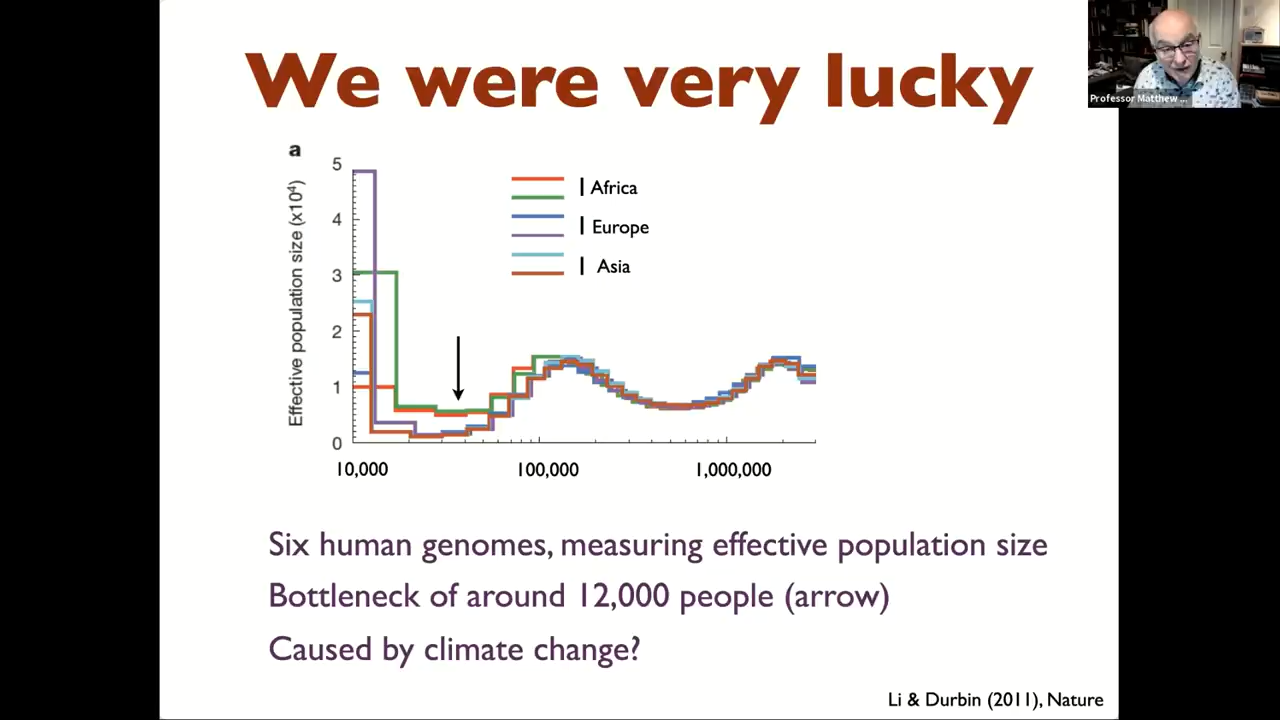 We were very lucky
Professor Matthew ...
a
Effective population size (x10⁴)
5
4
3
2
1
0
Africa
Europe
Asia
10,000
100,000
1,000,000
Six human genomes, measuring effective population size
Bottleneck of around 12,000 people (arrow)
Caused by climate change?
Li & Durbin (2011), Nature